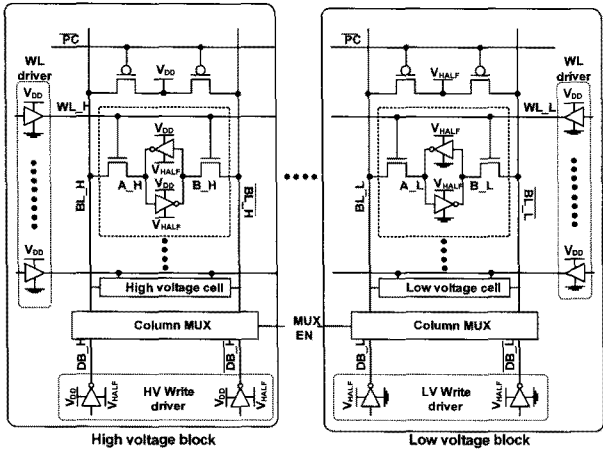 PC
WL
driver
VDD
WL_H
VDD
VDD
VHALF
VDD
VHALF
A_H
B_H
BL_H
BL_H
VDD
High voltage cell
Column MUX
DB_H
DB_H
VDD
VHALF
VDD
VHALF
HV Write
driver
High voltage block
MUX
EN
PC
VHALF
WL
driver
VDD
WL_L
VHALF
VHALF
A_L
B_L
BL_L
BL_L
VDD
Low voltage cell
Column MUX
DB_L
DB_L
VHALF
VHALF
LV Write
driver
Low voltage block